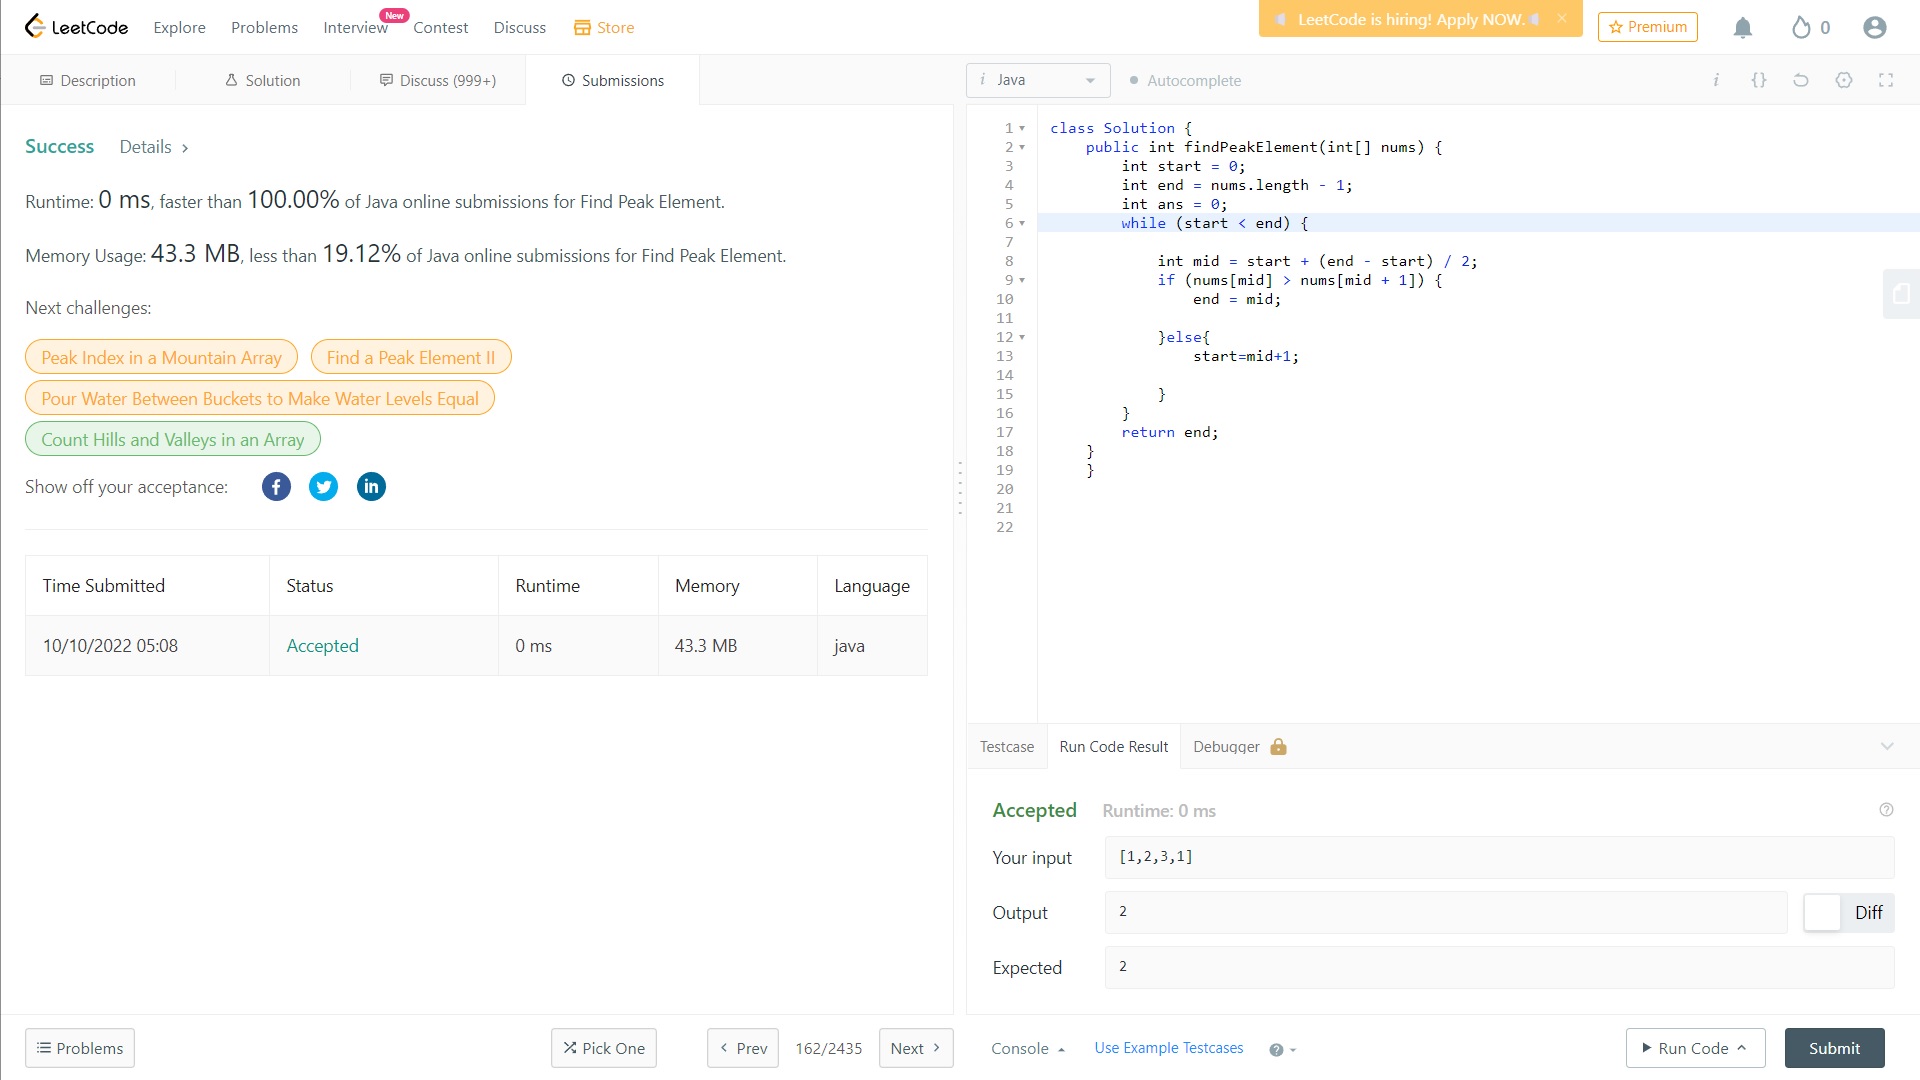 LeetCode
Explore
Problems
Interview
New
Contest
Discuss
Store
LeetCode is hiring! Apply NOW.
Premium
0
Description
Solution
Discuss (999+)
Submissions
i Java
Autocomplete
Success
Details
Runtime: 0 ms, faster than 100.00% of Java online submissions for Find Peak Element.
Memory Usage: 43.3 MB, less than 19.12% of Java online submissions for Find Peak Element.
Next challenges:
Peak Index in a Mountain Array
Find a Peak Element II
Pour Water Between Buckets to Make Water Levels Equal
Count Hills and Valleys in an Array
Show off your acceptance:
Time Submitted Status Runtime Memory Language
10/10/2022 05:08 Accepted 0 ms 43.3 MB java
1 class Solution {
2 public int findPeakElement(int[] nums) {
3 int start = 0;
4 int end = nums.length - 1;
5 int ans = 0;
6 while (start < end) {
7
8 int mid = start + (end - start) / 2;
9 if (nums[mid] > nums[mid + 1]) {
10 end = mid;
11
12 }else{
13 start=mid+1;
14
15 }
16 }
17 return end;
18 }
19 }
20
21
22
Testcase
Run Code Result
Debugger
Accepted Runtime: 0 ms
Your input [1,2,3,1]
Output 2
Diff
Expected 2
Problems
Pick One
Prev
162/2435
Next
Console
Use Example Testcases
Run Code
Submit